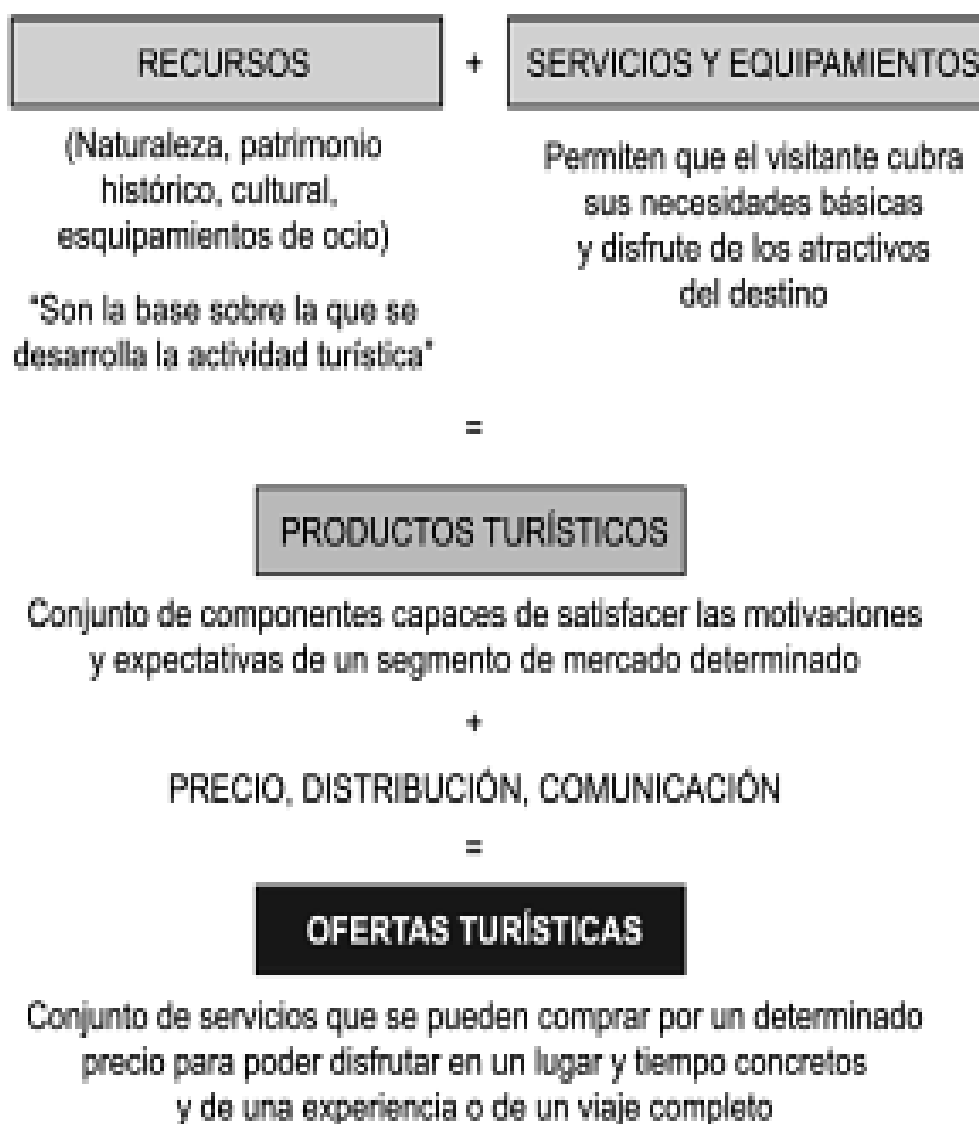 RECURSOS + SERVICIOS Y EQUIPAMIENTOS
(Naturaleza, patrimonio
histórico, cultural,
esquipamientos de ocio)
"Son la base sobre la que se
desarrolla la actividad turística"
Permiten que el visitante cubra
sus necesidades básicas
y disfrute de los atractivos
del destino
=
PRODUCTOS TURÍSTICOS
Conjunto de componentes capaces de satisfacer las motivaciones
y expectativas de un segmento de mercado determinado
+
PRECIO, DISTRIBUCIÓN, COMUNICACIÓN
=
OFERTAS TURÍSTICAS
Conjunto de servicios que se pueden comprar por un determinado
precio para poder disfrutar en un lugar y tiempo concretos
y de una experiencia o de un viaje completo